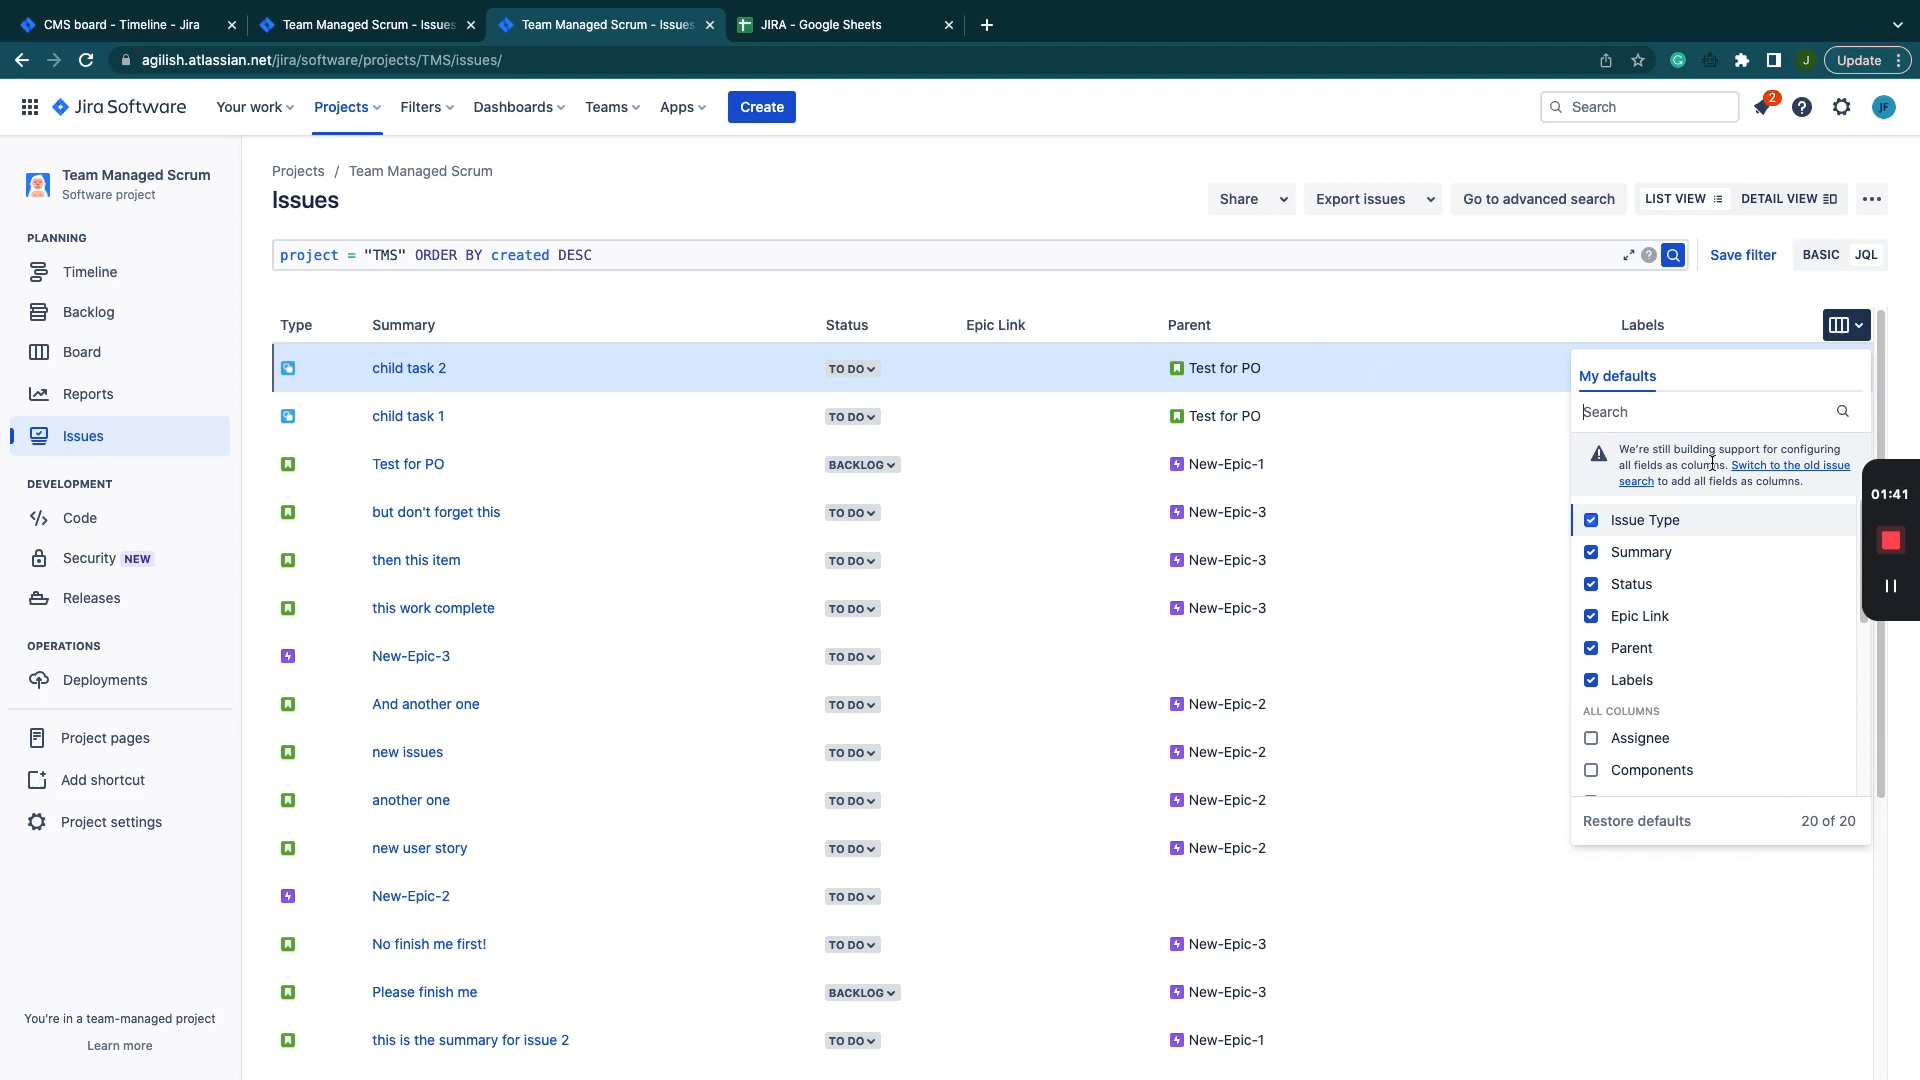 CMS board - Timeline - Jira
Team Managed Scrum - Issues
Team Managed Scrum - Issues
JIRA - Google Sheets
agilish.atlassian.net/jira/software/projects/TMS/issues/
J
Update
Jira Software
Your work
Projects
Filters
Dashboards
Teams
Apps
Create
Search
2
JF
Team Managed Scrum
Software project
PLANNING
Timeline
Backlog
Board
Reports
Issues
DEVELOPMENT
Code
Security NEW
Releases
OPERATIONS
Deployments
Project pages
Add shortcut
Project settings
You're in a team-managed project
Learn more
Projects / Team Managed Scrum
Issues
Share
Export issues
Go to advanced search
LIST VIEW
DETAIL VIEW
project = "TMS" ORDER BY created DESC
Save filter
BASIC
JQL
Type Summary Status Epic Link Parent Labels
child task 2 TO DO Test for PO
child task 1 TO DO Test for PO
Test for PO BACKLOG New-Epic-1
but don't forget this TO DO New-Epic-3
then this item TO DO New-Epic-3
this work complete TO DO New-Epic-3
New-Epic-3 TO DO
And another one TO DO New-Epic-2
new issues TO DO New-Epic-2
another one TO DO New-Epic-2
new user story TO DO New-Epic-2
New-Epic-2 TO DO
No finish me first! TO DO New-Epic-3
Please finish me BACKLOG New-Epic-3
this is the summary for issue 2 TO DO New-Epic-1
My defaults
Search
We're still building support for configuring
all fields as columns. Switch to the old issue
search to add all fields as columns.
Issue Type
Summary
Status
Epic Link
Parent
Labels
ALL COLUMNS
Assignee
Components
Restore defaults
20 of 20
01:41